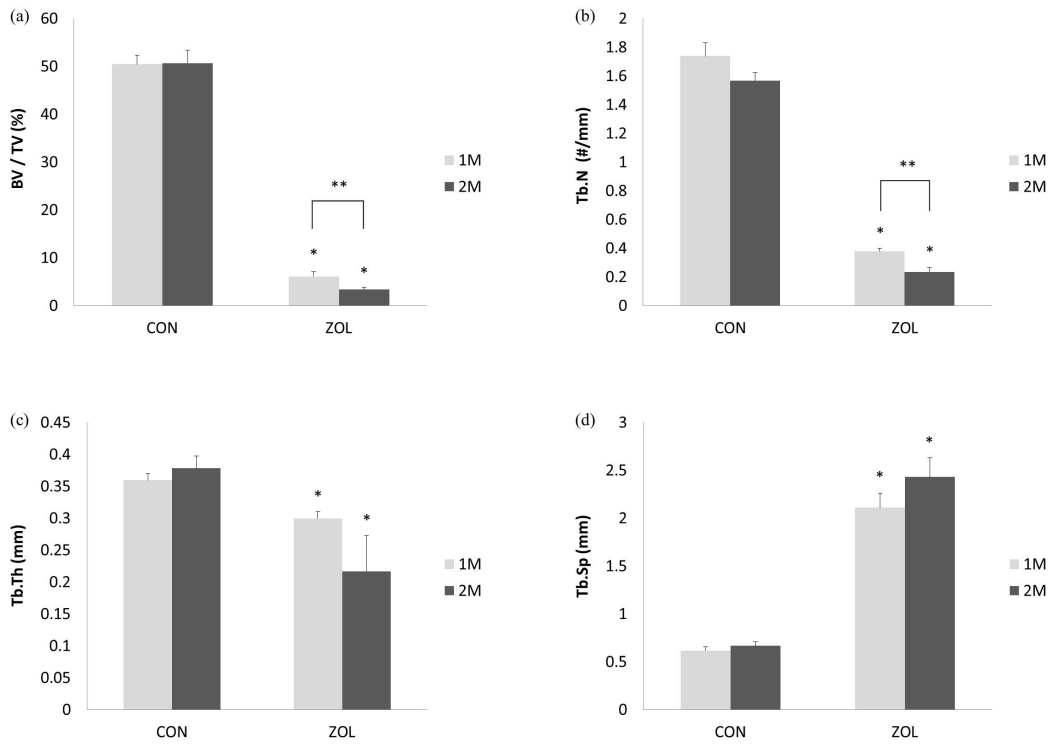 (a)
60
50
40
30
20
10
0
BV / TV (%)
**
*
*
CON
ZOL
1M
2M
(b)
2
1.8
1.6
1.4
1.2
1
0.8
0.6
0.4
0.2
0
Tb.N (#/mm)
**
*
*
CON
ZOL
1M
2M
(c)
0.45
0.4
0.35
0.3
0.25
0.2
0.15
0.1
0.05
0
Tb.Th (mm)
*
*
CON
ZOL
1M
2M
(d)
3
2.5
2
1.5
1
0.5
0
Tb.Sp (mm)
*
*
CON
ZOL
1M
2M